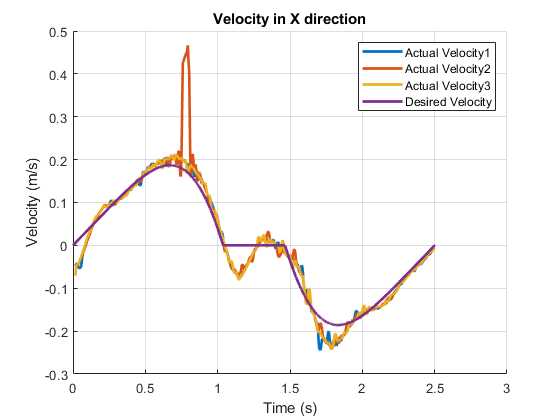 Velocity in X direction
Actual Velocity1
Actual Velocity2
Actual Velocity3
Desired Velocity
Velocity (m/s)
0.5
0.4
0.3
0.2
0.1
0
-0.1
-0.2
-0.3
0
0.5
1
1.5
2
2.5
3
Time (s)